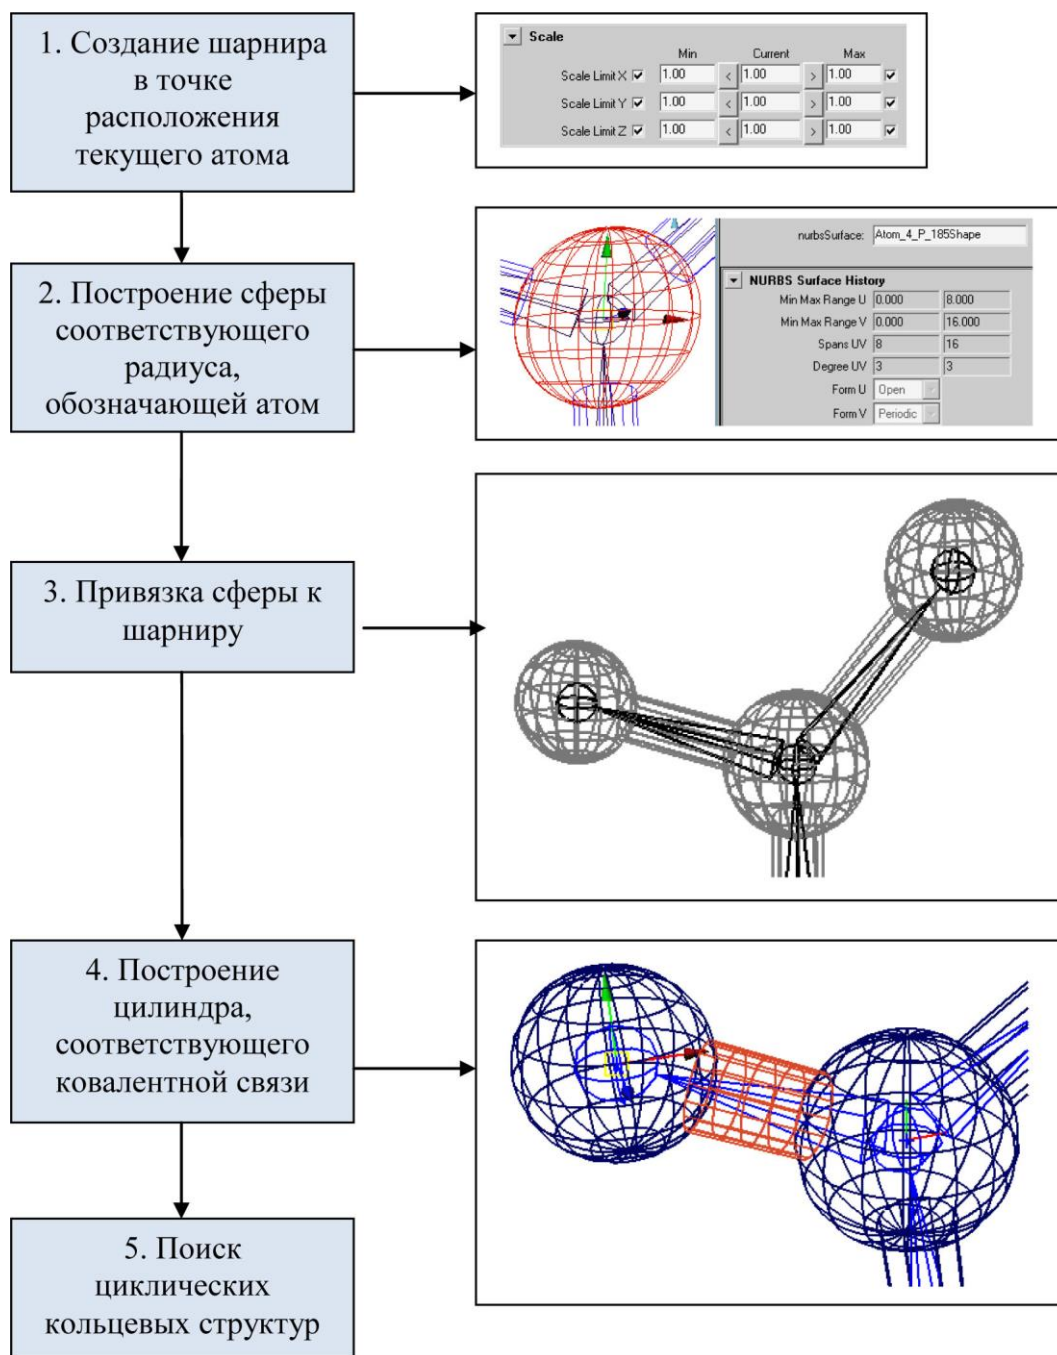 1. Создание шарнира
в точке
расположения
текущего атома
Scale
Min Current Max
Scale Limit X 1.00 < 1.00 > 1.00
Scale Limit Y 1.00 < 1.00 > 1.00
Scale Limit Z 1.00 < 1.00 > 1.00
2. Построение сферы
соответствующего
радиуса,
обозначающей атом
nurbsSurface: Atom_4_P_185Shape
NURBS Surface History
Min Max Range U 0.000 8.000
Min Max Range V 0.000 16.000
Spans UV 8 16
Degree UV 3 3
Form U Open
Form V Periodic
3. Привязка сферы к
шарниру
4. Построение
цилиндра,
соответствующего
ковалентной связи
5. Поиск
циклических
кольцевых структур